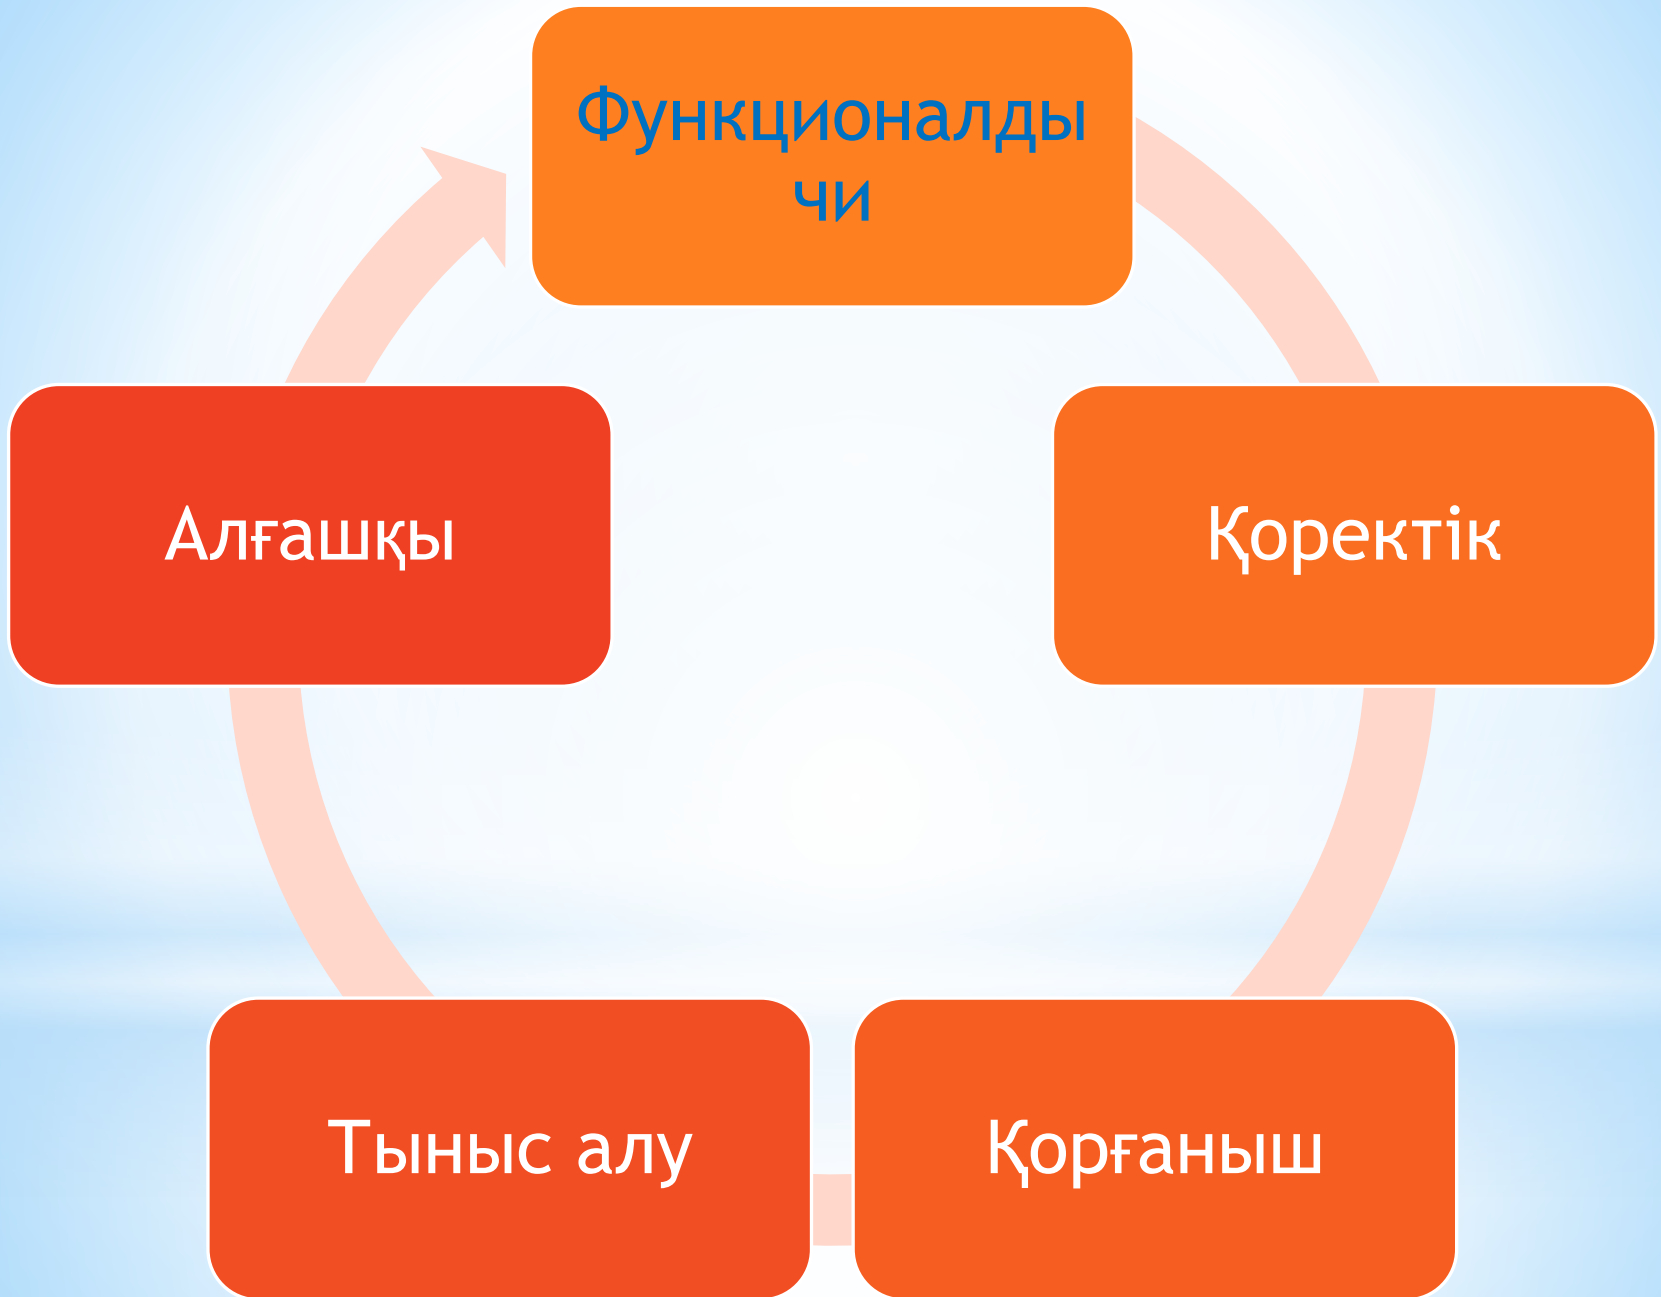 Функционалды
чи
Қоректік
Қорғаныш
Тыныс алу
Алғашқы